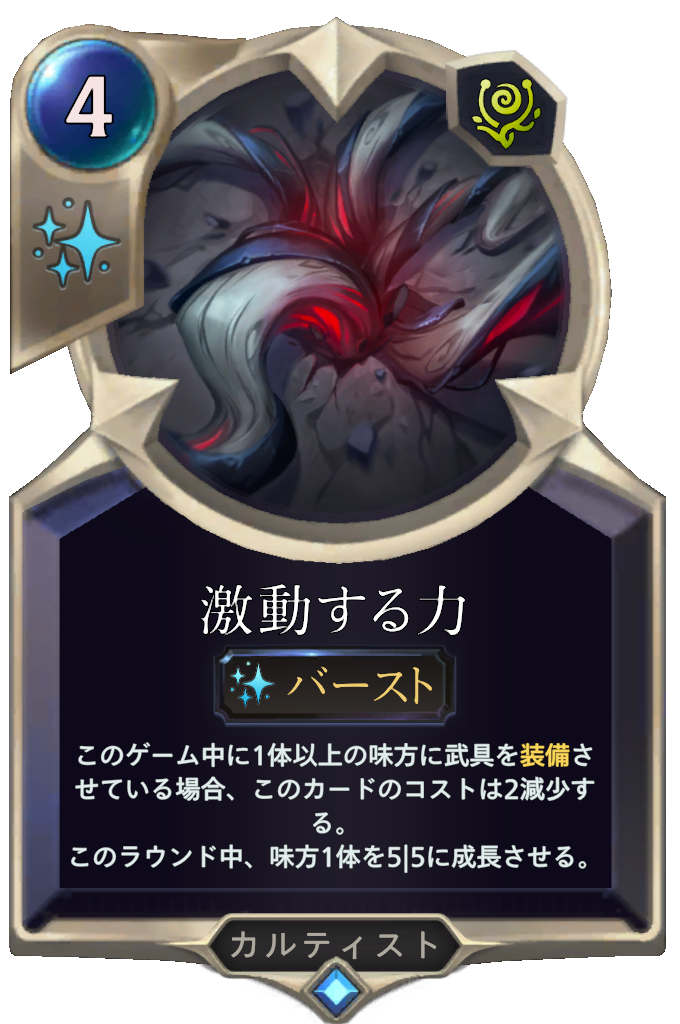 4
激動する力
バースト
このゲーム中に1体以上の味方に武具を装備さ
せている場合、このカードのコストは2減少す
る。
このラウンド中、味方1体を5|5に成長させる。
カルティスト